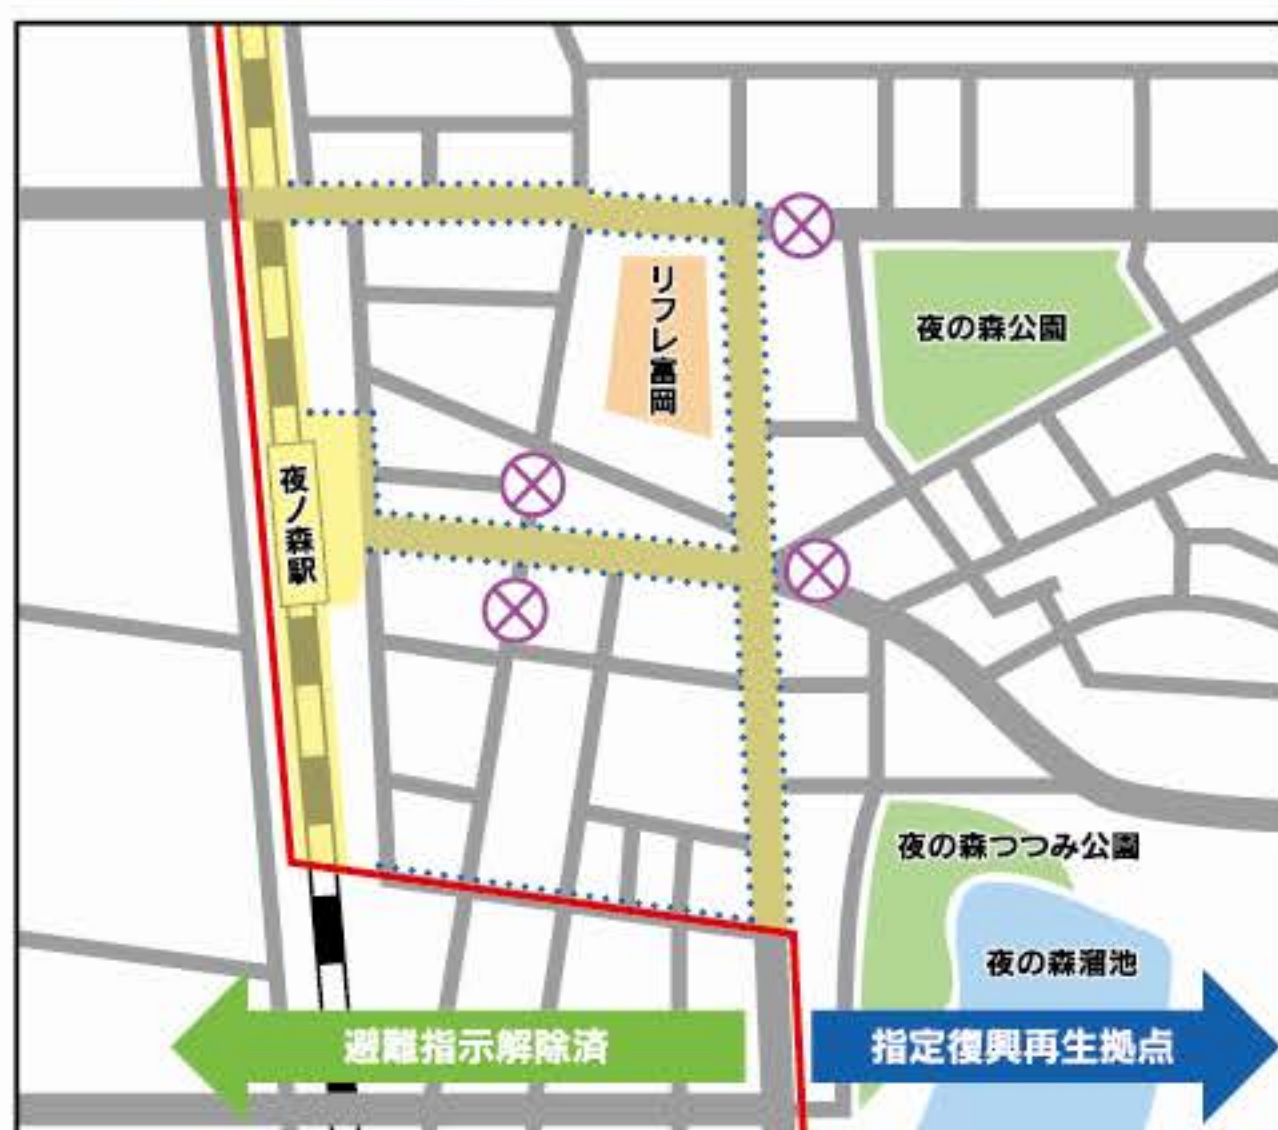 リフレ富岡
夜の森公園
夜ノ森駅
夜の森つつみ公園
夜の森溜池
避難指示解除済
指定復興再生拠点